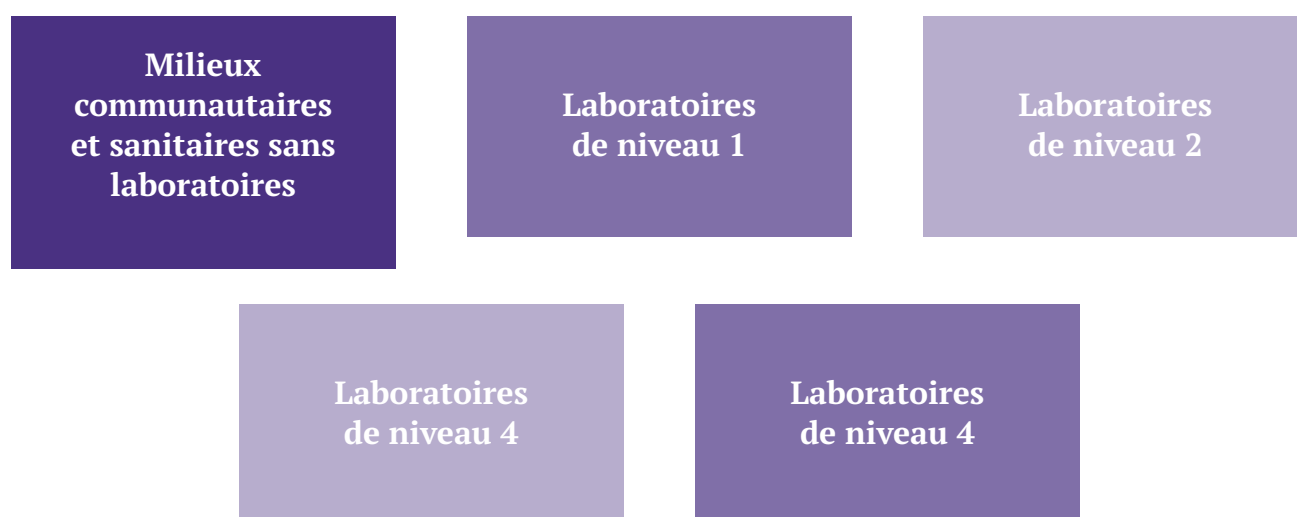 Milieux
communautaires
et sanitaires sans
laboratoires
Laboratoires
de niveau 1
Laboratoires
de niveau 2
Laboratoires
de niveau 4
Laboratoires
de niveau 4